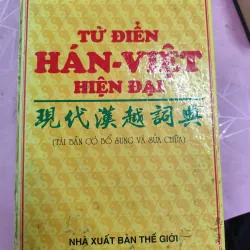 TỪ ĐIỂN
HÁN-VIỆT
HIỆN ĐẠI
現代漢越詞典
(TÁI BẢN CÓ BỔ SUNG VÀ SỬA CHỮA)
NHÀ XUẤT BẢN THẾ GIỚI